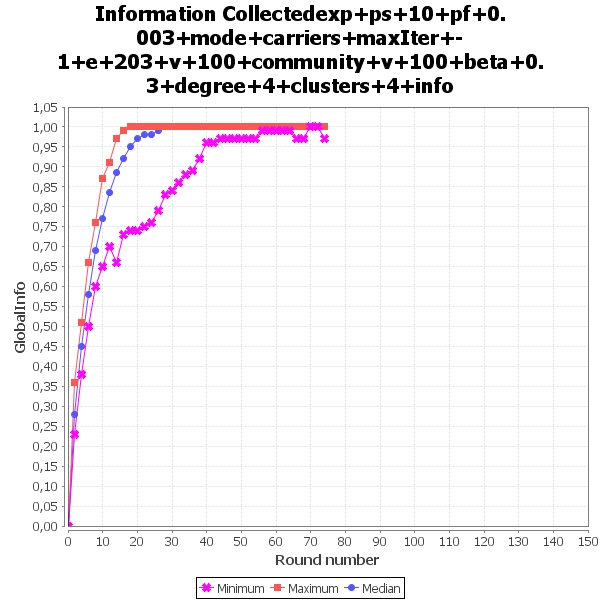 Information Collectedexp+ps+10+pf+0.
003+mode+carriers+maxIter+-
1+e+203+v+100+community+v+100+beta+0.
3+degree+4+clusters+4+info
1,05
1,00
0,95
0,90
0,85
0,80
0,75
0,70
0,65
0,60
0,55
0,50
0,45
0,40
0,35
0,30
0,25
0,20
0,15
0,10
0,05
0,00
GlobalInfo
0 10 20 30 40 50 60 70 80 90 100 110 120 130 140 150
Round number
Minimum Maximum Median